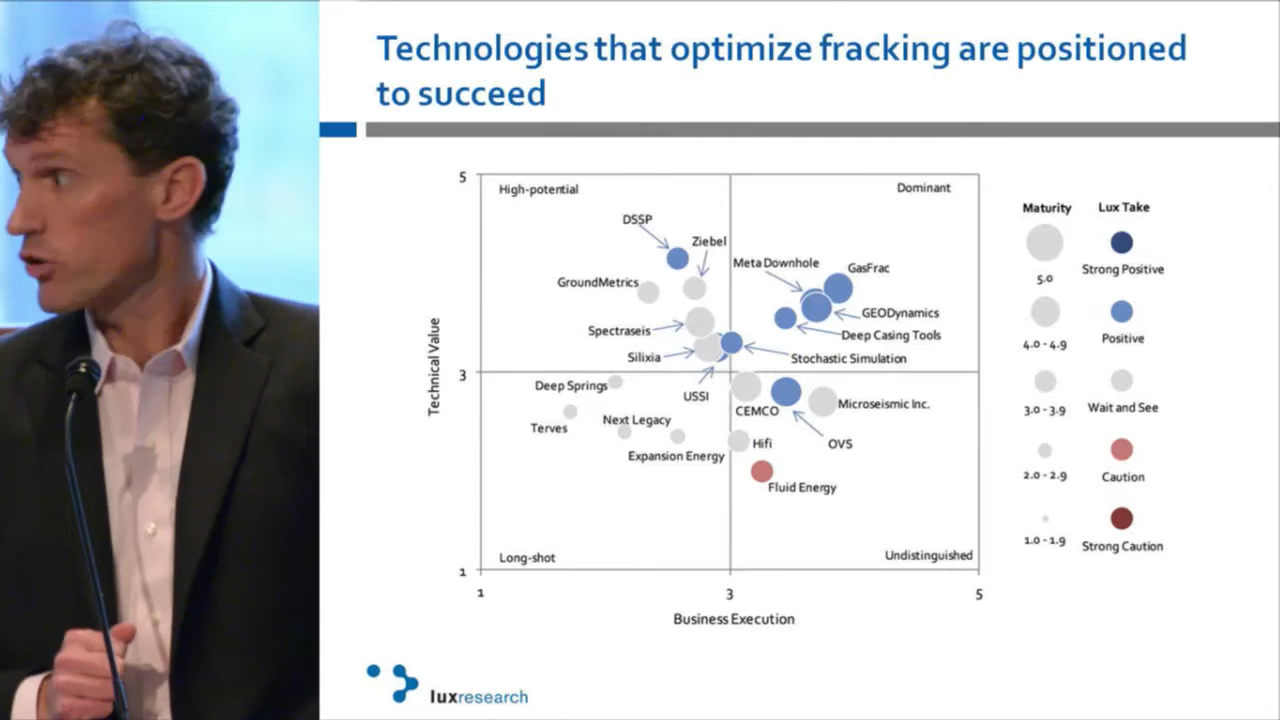 Technologies that optimize fracking are positioned
to succeed
5
High-potential
Dominant
DSSP
Ziebel
Meta Downhole
GasFrac
GroundMetrics
GEODynamics
Spectraseis
Deep Casing Tools
Silixia
Stochastic Simulation
3
Deep Springs
USSI
CEMCO
Microseismic Inc.
Terves
Next Legacy
OVS
Hifi
Expansion Energy
Fluid Energy
Long-shot
Undistinguished
1
1
3
5
Technical Value
Business Execution
Maturity
Lux Take
5.0
Strong Positive
4.0 - 4.9
Positive
3.0 - 3.9
Wait and See
2.0 - 2.9
Caution
1.0 - 1.9
Strong Caution
luxresearch